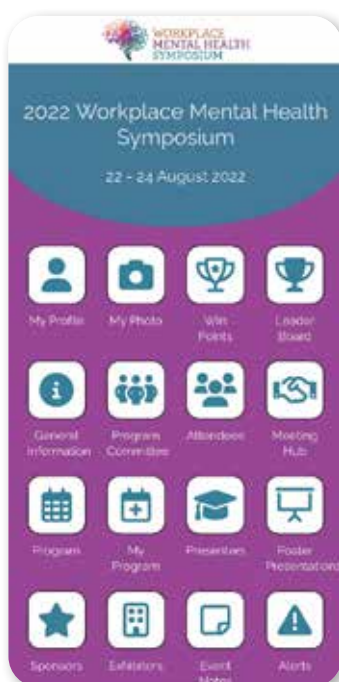 WORKPLACE
MENTAL HEALTH
SYMPOSIUM
2022 Workplace Mental Health
Symposium
22 - 24 August 2022
My Profile
My Photo
Win
Points
Leader
Board
General
Information
Program
Committee
Attendees
Meeting
Hub
Program
My
Program
Presenters
Poster
Presentations
Sponsors
Exhibitors
Event
Notes
Alerts